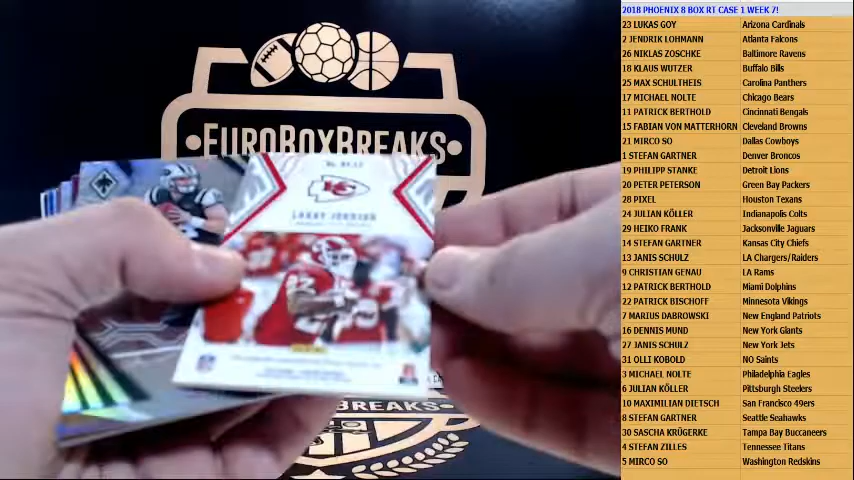 EUROBOXBREAKS
LARRY JOHNSON
BREAKS
2018 PHOENIX 8 BOX RT CASE 1 WEEK 7!
23 LUKAS GOY Arizona Cardinals
2 JENDRIK LOHMANN Atlanta Falcons
26 NIKLAS ZOSCHKE Baltimore Ravens
18 KLAUS WUTZER Buffalo Bills
25 MAX SCHULTHEIS Carolina Panthers
17 MICHAEL NOLTE Chicago Bears
11 PATRICK BERTHOLD Cincinnati Bengals
15 FABIAN VON MATTERHORN Cleveland Browns
21 MIRCO SO Dallas Cowboys
1 STEFAN GARTNER Denver Broncos
19 PHILIPP STANKE Detroit Lions
20 PETER PETERSON Green Bay Packers
28 PIXEL Houston Texans
24 JULIAN KÖLLER Indianapolis Colts
29 HEIKO FRANK Jacksonville Jaguars
14 STEFAN GARTNER Kansas City Chiefs
13 JANIS SCHULZ LA Chargers/Raiders
9 CHRISTIAN GENAU LA Rams
12 PATRICK BERTHOLD Miami Dolphins
22 PATRICK BISCHOFF Minnesota Vikings
7 MARIUS DABROWSKI New England Patriots
16 DENNIS MUND New York Giants
27 JANIS SCHULZ New York Jets
31 OLLI KOBOLD NO Saints
3 MICHAEL NOLTE Philadelphia Eagles
6 JULIAN KÖLLER Pittsburgh Steelers
10 MAXIMILIAN DIETSCH San Francisco 49ers
8 STEFAN GARTNER Seattle Seahawks
30 SASCHA KRÜGERKE Tampa Bay Buccaneers
4 STEFAN ZILLES Tennessee Titans
5 MIRCO SO Washington Redskins